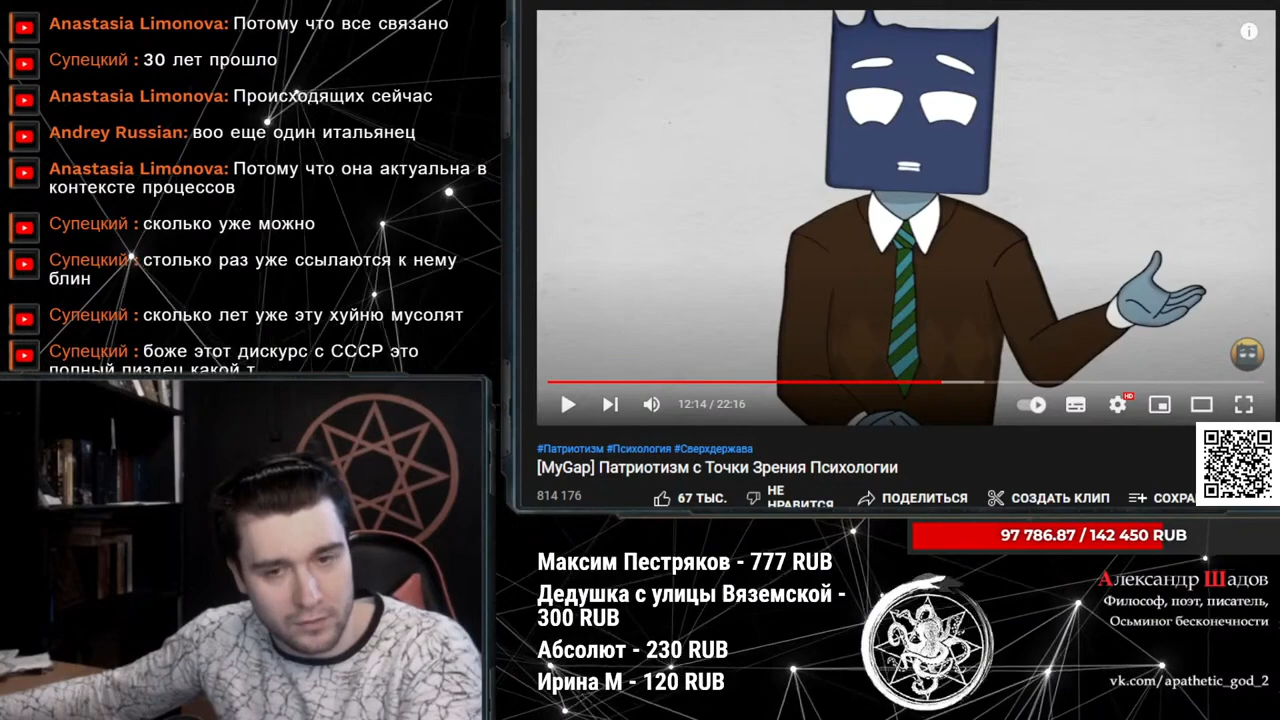 Anastasia Limonova: Потому что все связано
Супецкий : 30 лет прошло
Anastasia Limonova: Происходящих сейчас
Andrey Russian: воо еще один итальянец
Anastasia Limonova: Потому что она актуальна в
контексте процессов
Супецкий : сколько уже можно
Супецкий : столько раз уже ссылаются к нему
блин
Супецкий : сколько лет уже эту хуйню мусолят
Супецкий : боже этот дискурс с СССР это
полный пиздец какой т
12:14 / 22:16
HD
#Патриотизм #Психология #Сверхдержава
[MyGap] Патриотизм с Точки Зрения Психологии
814 176
67 ТЫС.
НЕ
НРАВИТСЯ
ПОДЕЛИТЬСЯ
СОЗДАТЬ КЛИП
СОХРА
97 786.87 / 142 450 RUB
Максим Пестряков - 777 RUB
Дедушка с улицы Вяземской -
300 RUB
Абсолют - 230 RUB
Ирина М - 120 RUB
Александр Шадов
Философ, поэт, писатель,
Осьминог бесконечности
vk.com/apathetic_god_2